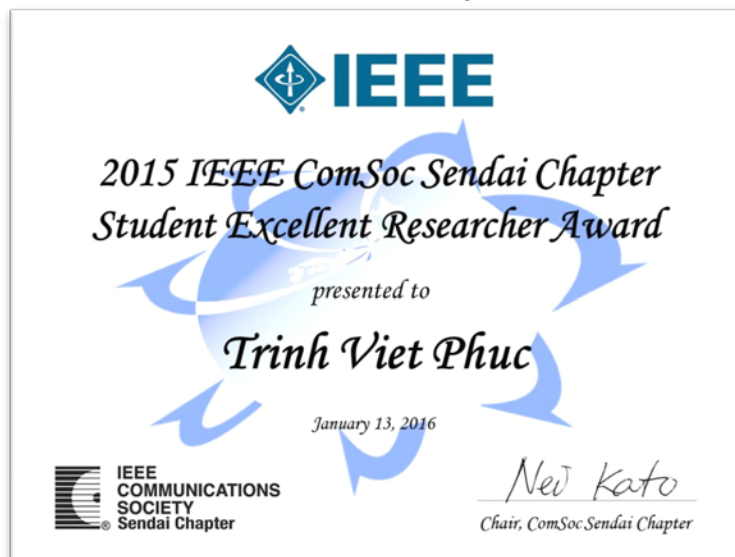 IEEE
2015 IEEE ComSoc Sendai Chapter
Student Excellent Researcher Award
presented to
Trinh Viet Phuc
January 13, 2016
IEEE
COMMUNICATIONS
SOCIETY
® Sendai Chapter
Nei Kato
Chair, ComSoc Sendai Chapter